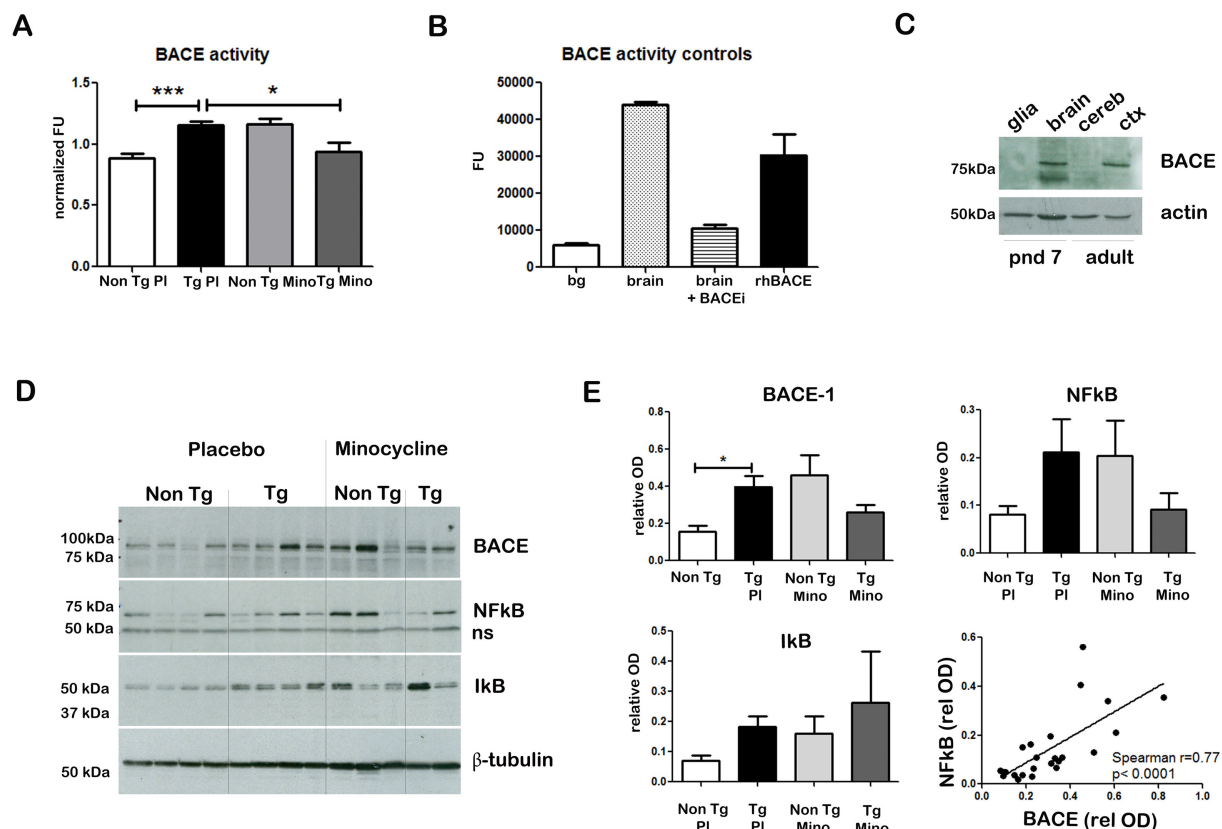 A
BACE activity
normalized FU
1.5
1.0
0.5
0.0
***
*
Non Tg Pl
Tg Pl
Non Tg Mino
Tg Mino
B
BACE activity controls
FU
50000
40000
30000
20000
10000
0
bg
brain
brain
+ BACEi
rhBACE
C
glia
brain
cereb
ctx
75kDa
BACE
50kDa
actin
pnd 7
adult
D
Placebo
Minocycline
Non Tg
Tg
Non Tg
Tg
100kDa
75 kDa
BACE
75 kDa
NFkB
50 kDa
ns
50 kDa
IkB
37 kDa
50 kDa
β-tubulin
E
BACE-1
relative OD
0.8
0.6
0.4
0.2
0.0
*
Non Tg
Tg
Pl
Non Tg
Mino
Tg
Mino
NFkB
relative OD
0.3
0.2
0.1
0.0
Non Tg
Pl
Tg
Pl
Non Tg
Mino
Tg
Mino
IkB
relative OD
0.5
0.4
0.3
0.2
0.1
0.0
Non Tg
Pl
Tg
Pl
Non Tg
Mino
Tg
Mino
NFkB (rel OD)
0.6
0.4
0.2
0.0
Spearman r=0.77
p< 0.0001
0.0
0.2
0.4
0.6
0.8
1.0
BACE (rel OD)